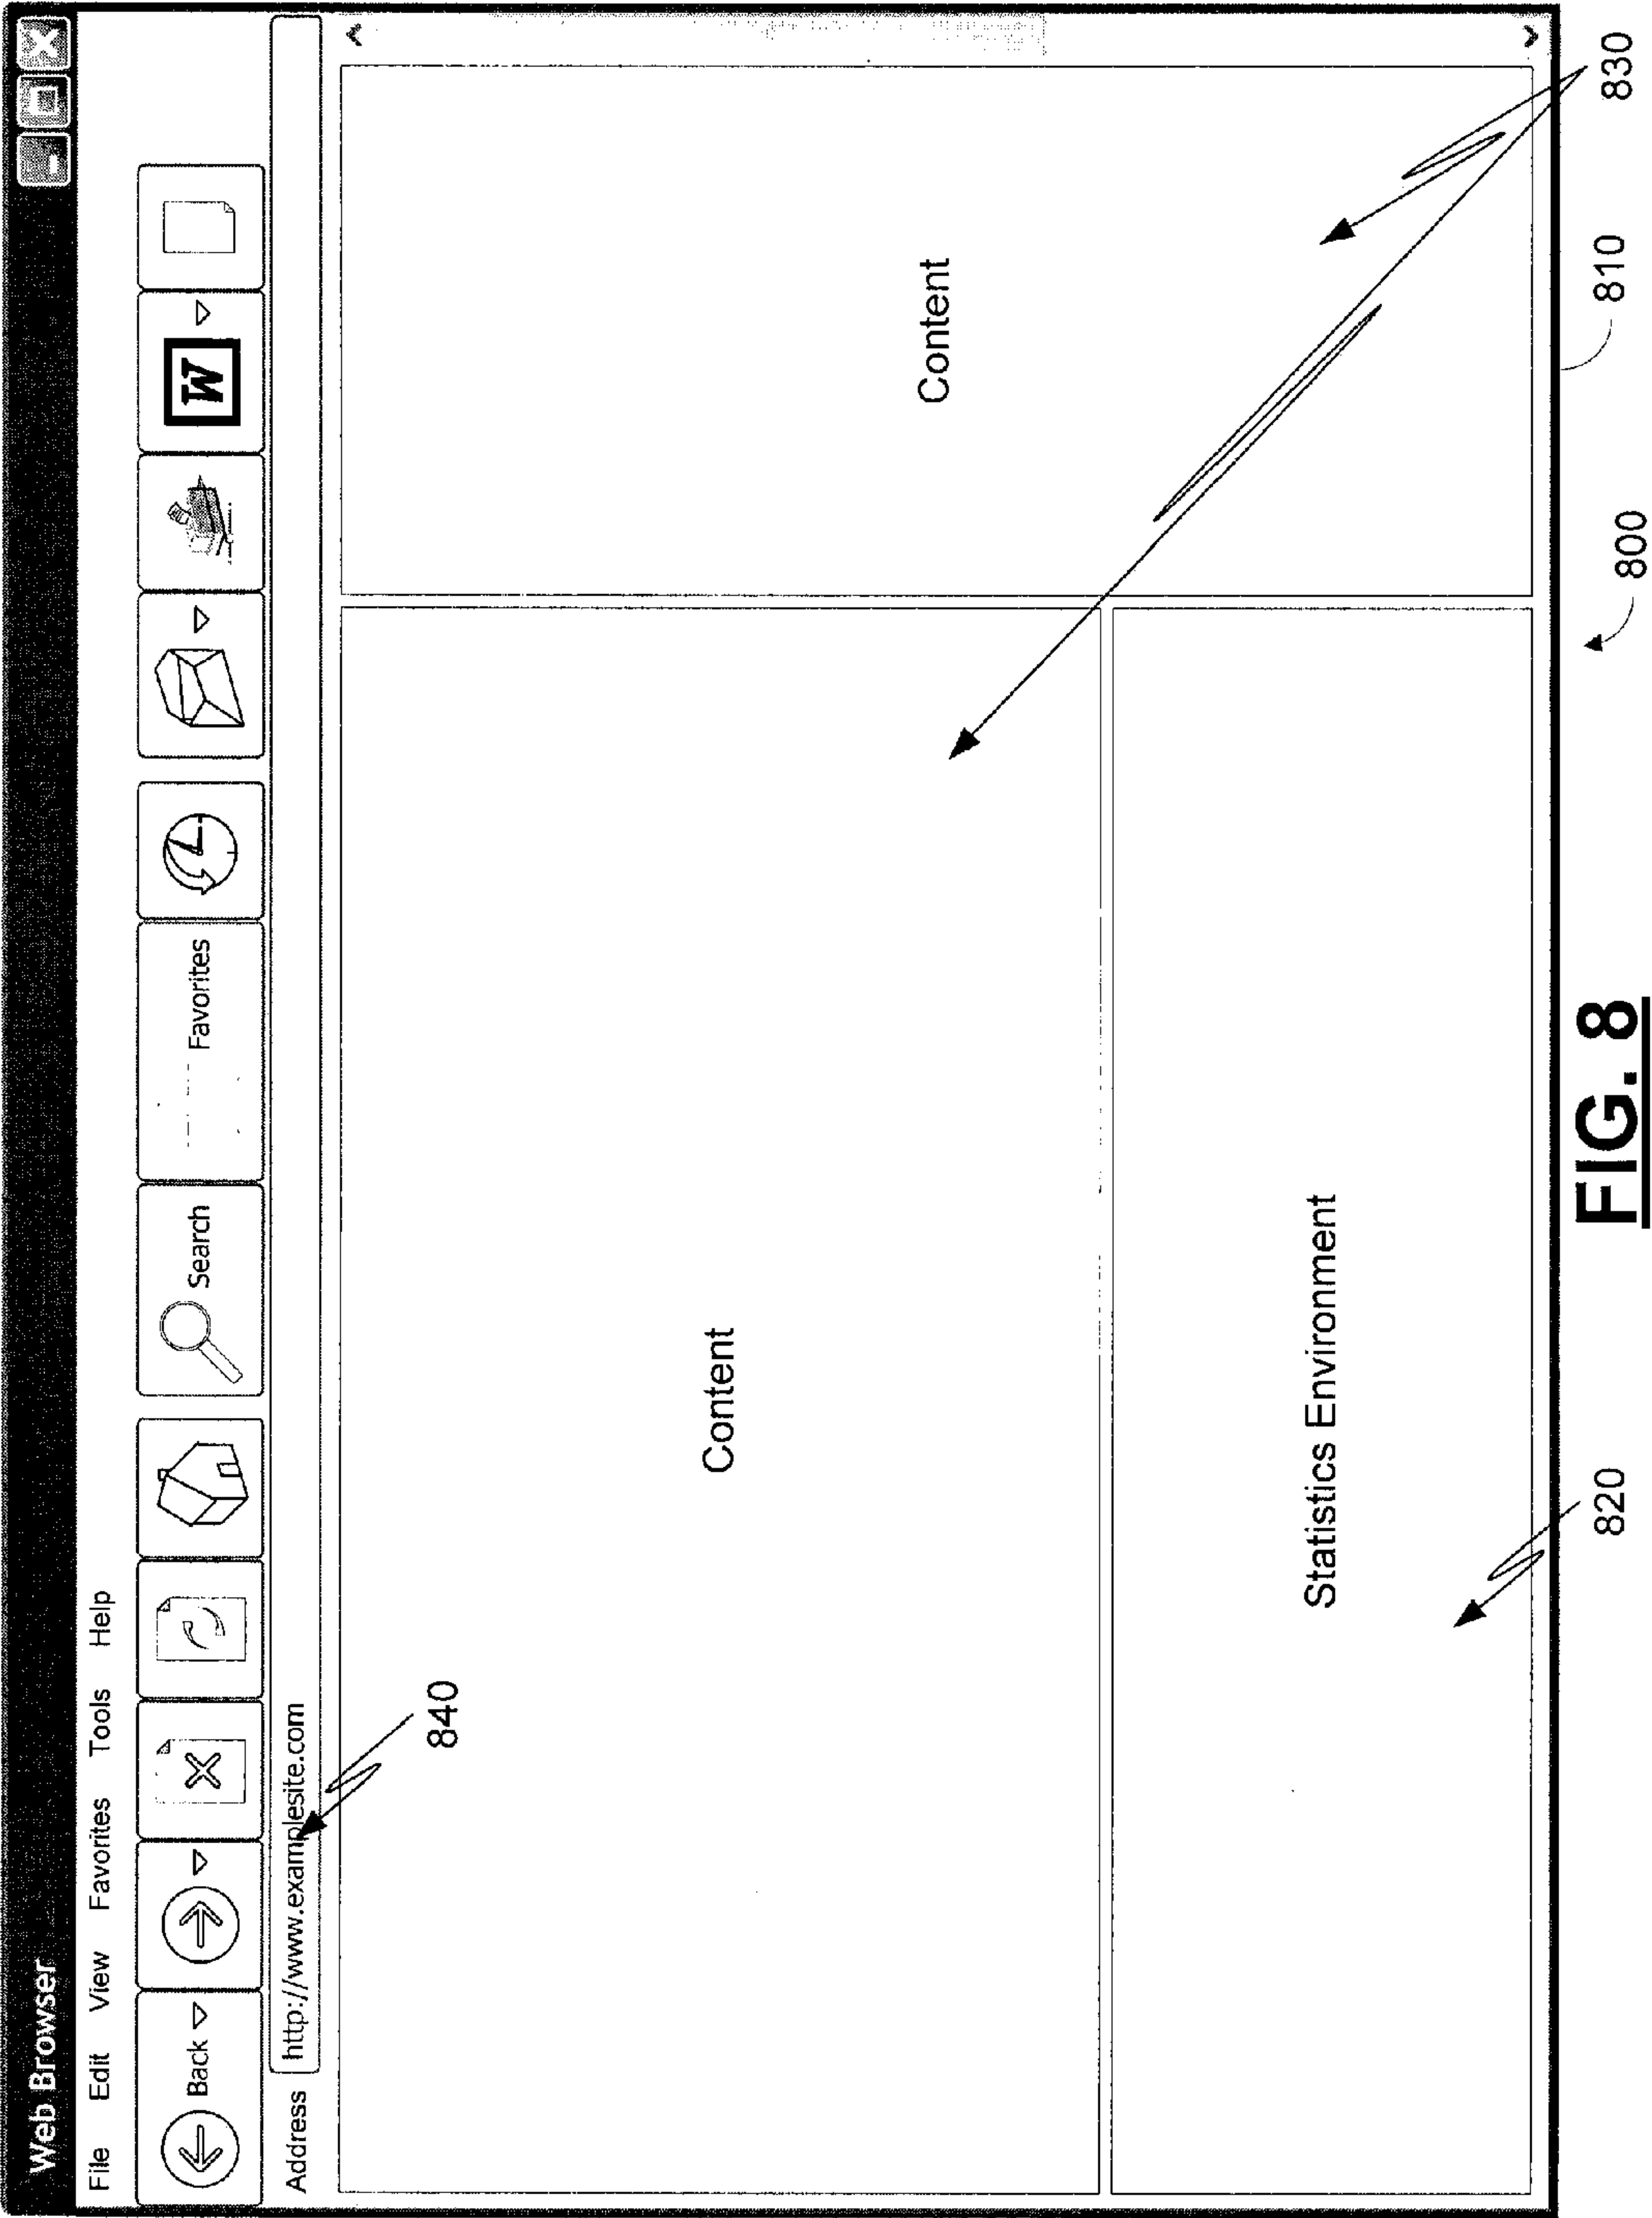 Web Browser
File Edit View Favorites Tools Help
Back Search Favorites W
Address http://www.examplesite.com
840
Content
Content
Statistics Environment
820
800
810
830
FIG. 8